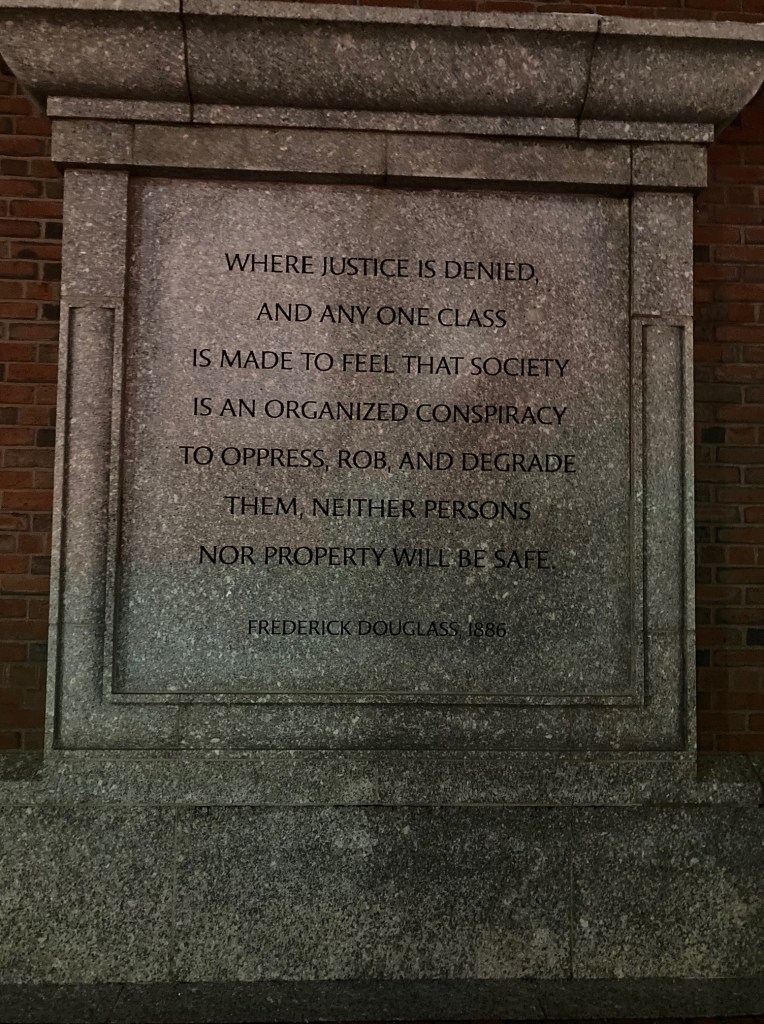 WHERE JUSTICE IS DENIED,
AND ANY ONE CLASS
IS MADE TO FEEL THAT SOCIETY
IS AN ORGANIZED CONSPIRACY
TO OPPRESS, ROB, AND DEGRADE
THEM, NEITHER PERSONS
NOR PROPERTY WILL BE SAFE.
FREDERICK DOUGLASS, 1886